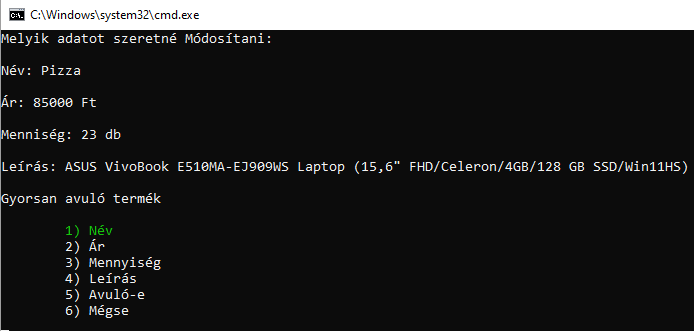 C:\Windows\system32\cmd.exe
Melyik adatot szeretné Módosítani:
Név: Pizza
Ár: 85000 Ft
Menniség: 23 db
Leírás: ASUS VivoBook E510MA-EJ909WS Laptop (15,6" FHD/Celeron/4GB/128 GB SSD/Win11HS)
Gyorsan avuló termék
1) Név
2) Ár
3) Mennyiség
4) Leírás
5) Avuló-e
6) Mégse